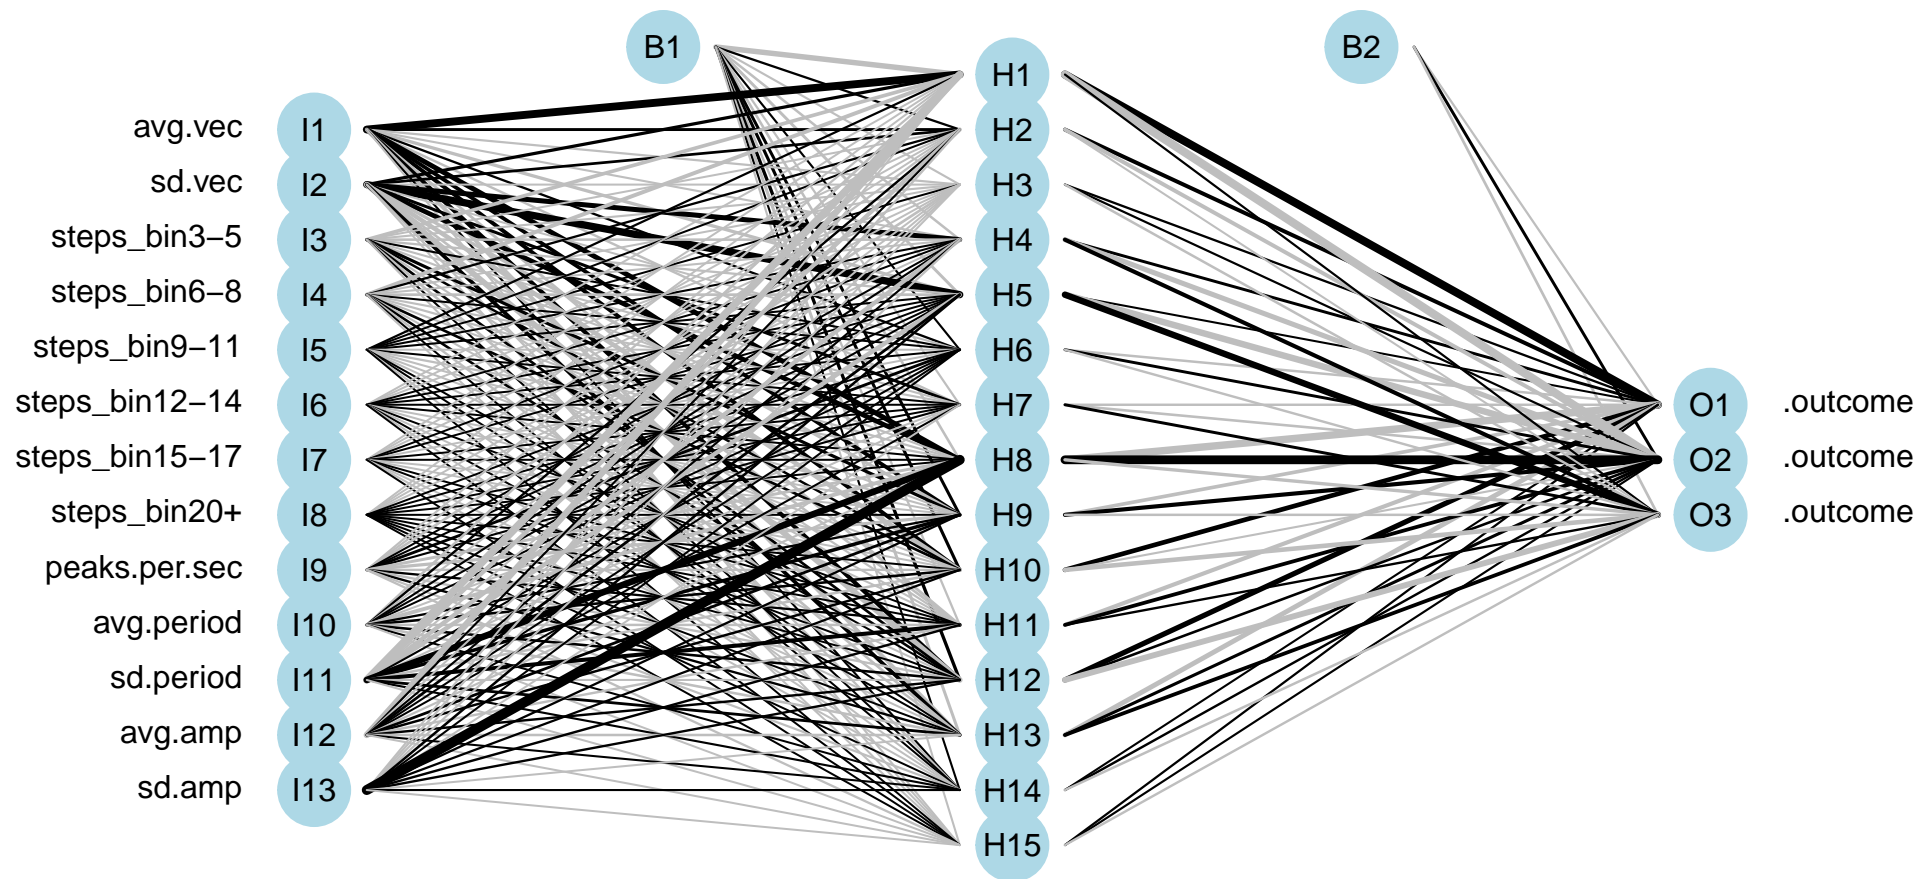 B1
B2
H1
avg.vec I1 H2
sd.vec I2 H3
steps_bin3–5 I3 H4
steps_bin6–8 I4 H5
steps_bin9–11 I5 H6
steps_bin12–14 I6 H7 O1 .outcome
steps_bin15–17 I7 H8 O2 .outcome
steps_bin20+ I8 H9 O3 .outcome
peaks.per.sec I9 H10
avg.period I10 H11
sd.period I11 H12
avg.amp I12 H13
sd.amp I13 H14
H15